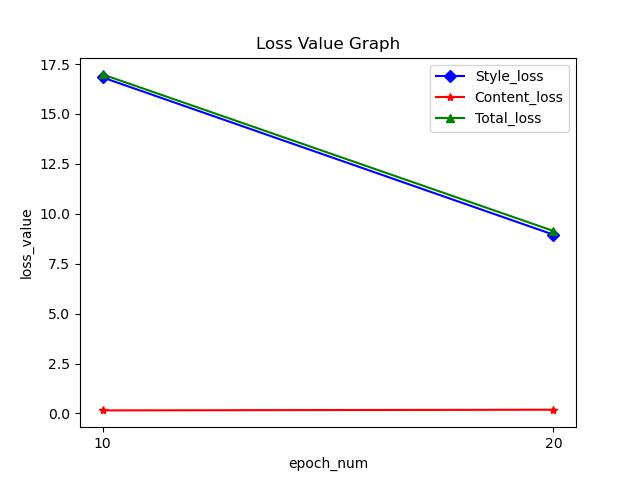 Loss Value Graph
17.5
15.0
12.5
10.0
7.5
5.0
2.5
0.0
loss_value
Style_loss
Content_loss
Total_loss
10
20
epoch_num